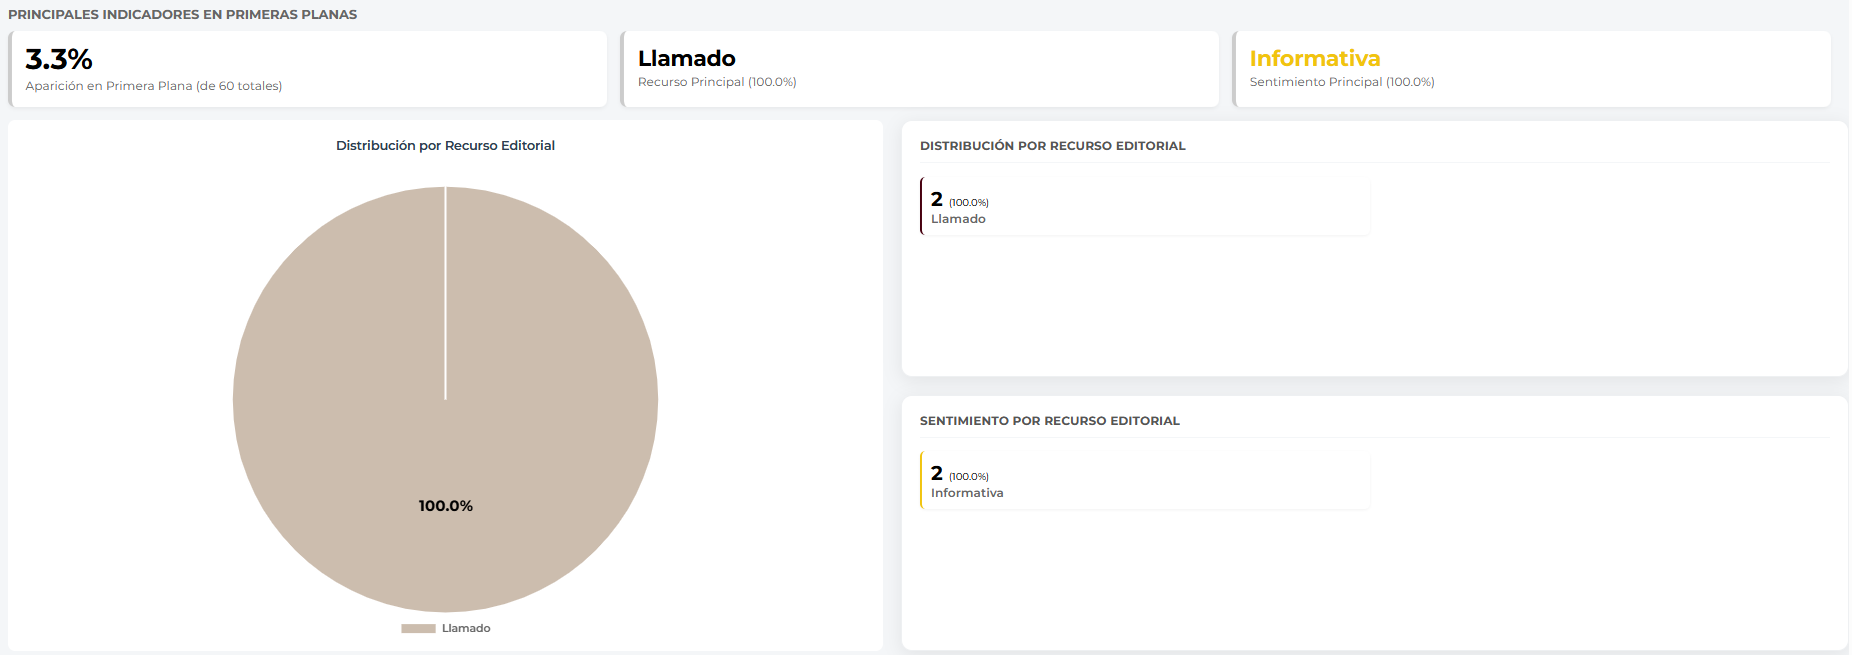 PRINCIPALES INDICADORES EN PRIMERAS PLANAS
3.3%
Aparición en Primera Plana (de 60 totales)
Llamado
Recurso Principal (100.0%)
Informativa
Sentimiento Principal (100.0%)
Distribución por Recurso Editorial
100.0%
Llamado
DISTRIBUCIÓN POR RECURSO EDITORIAL
2 (100.0%)
Llamado
SENTIMIENTO POR RECURSO EDITORIAL
2 (100.0%)
Informativa